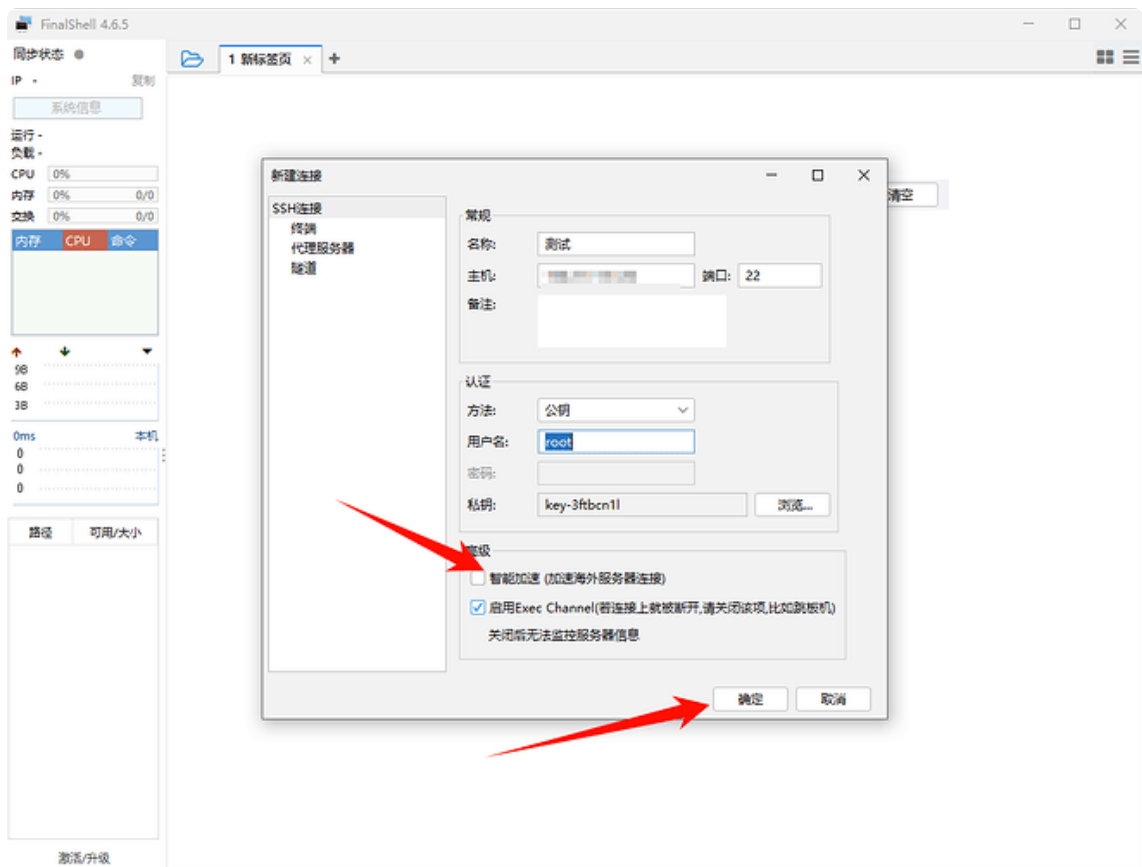 FinalShell 4.6.5
同步状态
IP - 复制
系统信息
运行 -
负载 -
CPU 0%
内存 0% 0/0
交换 0% 0/0
内存 CPU 命令
9B
6B
3B
0ms 本机
0
0
0
路径 可用/大小
激活/升级
1 新标签页
清空
新建连接
SSH连接
终端
代理服务器
隧道
常规
名称: 测试
主机: 端口: 22
备注:
认证
方法: 公钥
用户名: root
密码:
私钥: key-3ftbcn1l 浏览...
高级
智能加速 (加速海外服务器连接)
启用Exec Channel(若连接上就被断开,请关闭该项,比如跳板机)
关闭后无法监控服务器信息
确定 取消